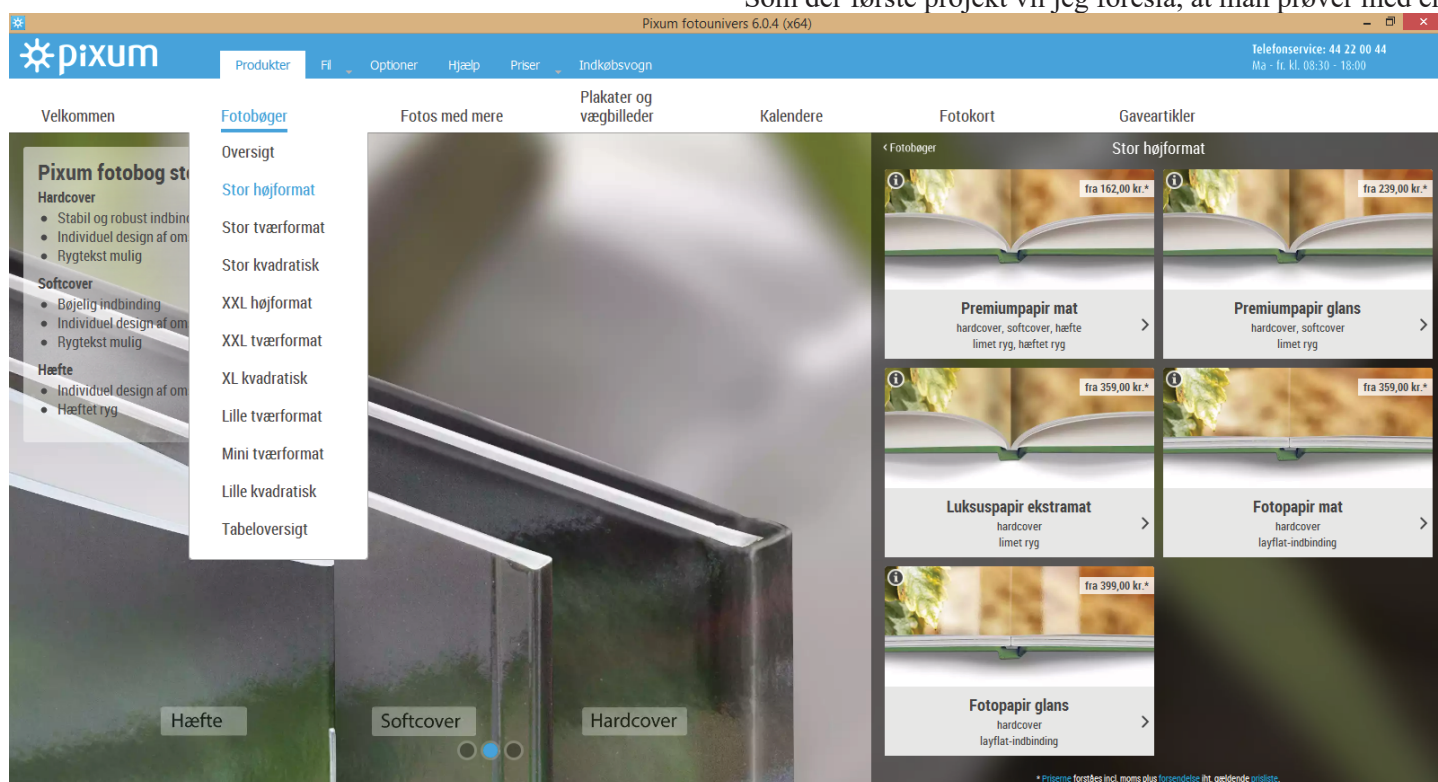 Som der første projekt vil jeg foreslå, at man prøver med e
Pixum fotounivers 6.0.4 (x64)
pixum
Produkter Fil Optioner Hjælp Priser Indkøbsvogn
Telefonservice: 44 22 00 44
Ma - fr. kl. 08:30 - 18:00
Velkommen
Fotobøger
Fotos med mere
Plakater og
vægbilleder
Kalendere
Fotokort
Gaveartikler
Pixum fotobog st
Hardcover
Stabil og robust indbin
Individuel design af om
Rygtekst mulig
Softcover
Bøjelig indbinding
Individuel design af om
Rygtekst mulig
Hæfte
Individuel design af om
Hæftet ryg
Oversigt
Stor højformat
Stor tværformat
Stor kvadratisk
XXL højformat
XXL tværformat
XL kvadratisk
Lille tværformat
Mini tværformat
Lille kvadratisk
Tabeloversigt
Hæfte
Softcover
Hardcover
‹ Fotobøger
Stor højformat
fra 162,00 kr.*
Premiumpapir mat
hardcover, softcover, hæfte
limet ryg, hæftet ryg
fra 239,00 kr.*
Premiumpapir glans
hardcover, softcover
limet ryg
fra 359,00 kr.*
Luksuspapir ekstramat
hardcover
limet ryg
fra 359,00 kr.*
Fotopapir mat
hardcover
layflat-indbinding
fra 399,00 kr.*
Fotopapir glans
hardcover
layflat-indbinding
* Priserne forståes incl. moms plus forsendelse iht. gældende prisliste.